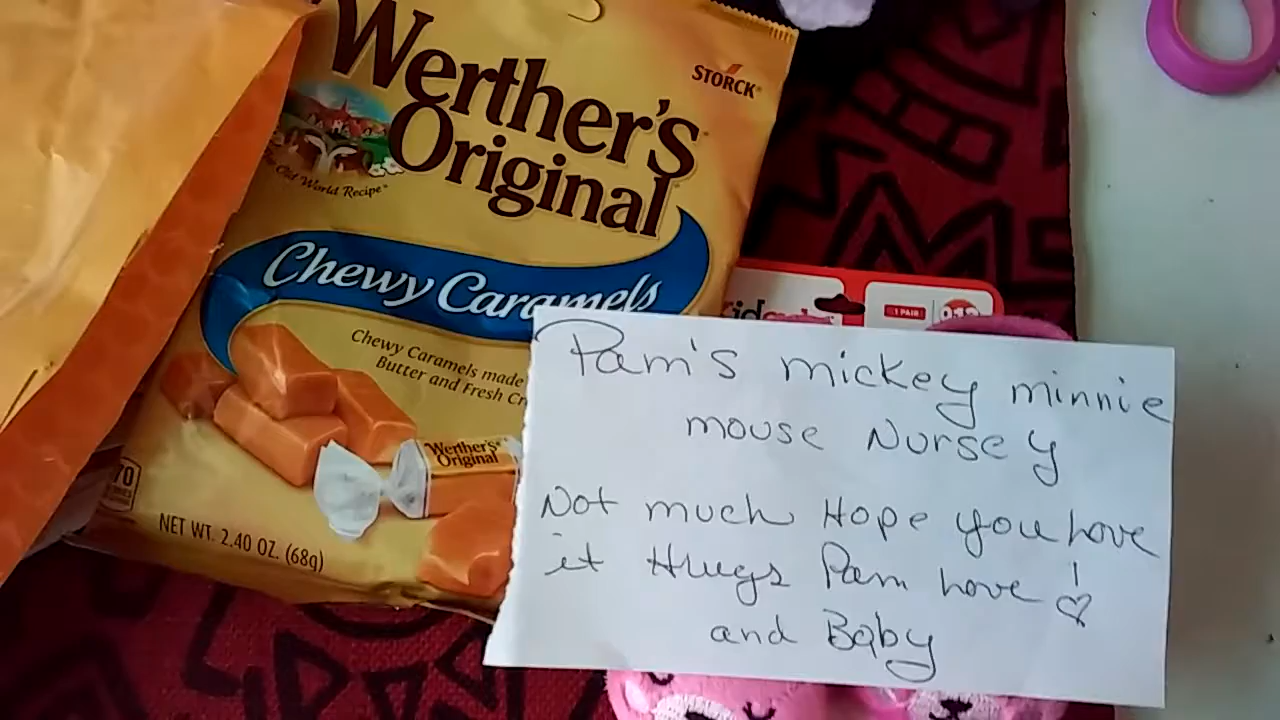 Werther's
Original
STORCK
Old World Recipe
Chewy Caramels
Chewy Caramels made
Butter and Fresh Cr
Werther's
Original
70
NET WT. 2.40 OZ. (68g)
1 PAIR
Pam's mickey minnie
mouse Nursey
Not much Hope you Love
it Hugs Pam Love !
and Baby